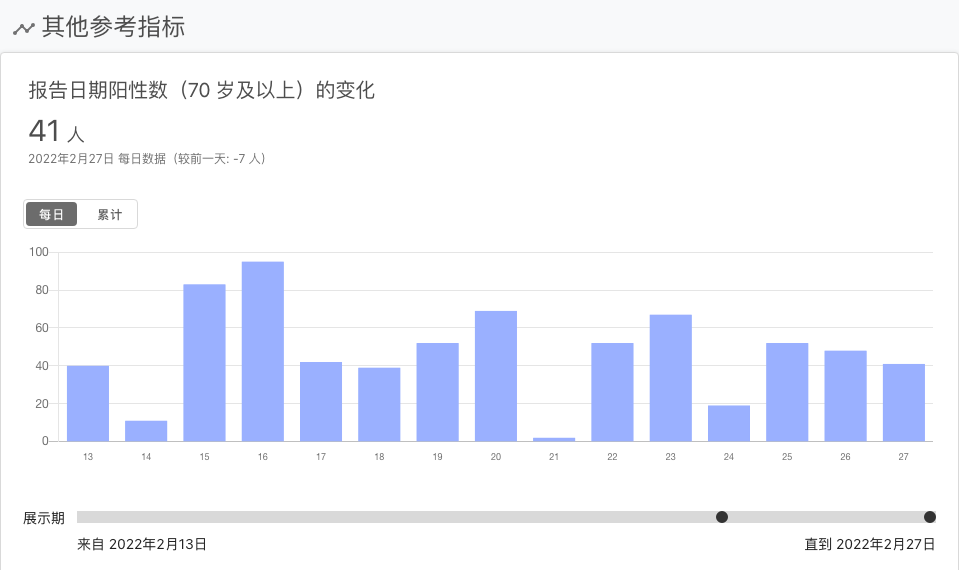 其他参考指标
报告日期阳性数（70 岁及以上）的变化
41 人
2022年2月27日 每日数据（较前一天: -7 人）
每日 累计
100
80
60
40
20
0
13 14 15 16 17 18 19 20 21 22 23 24 25 26 27
展示期
来自 2022年2月13日 直到 2022年2月27日